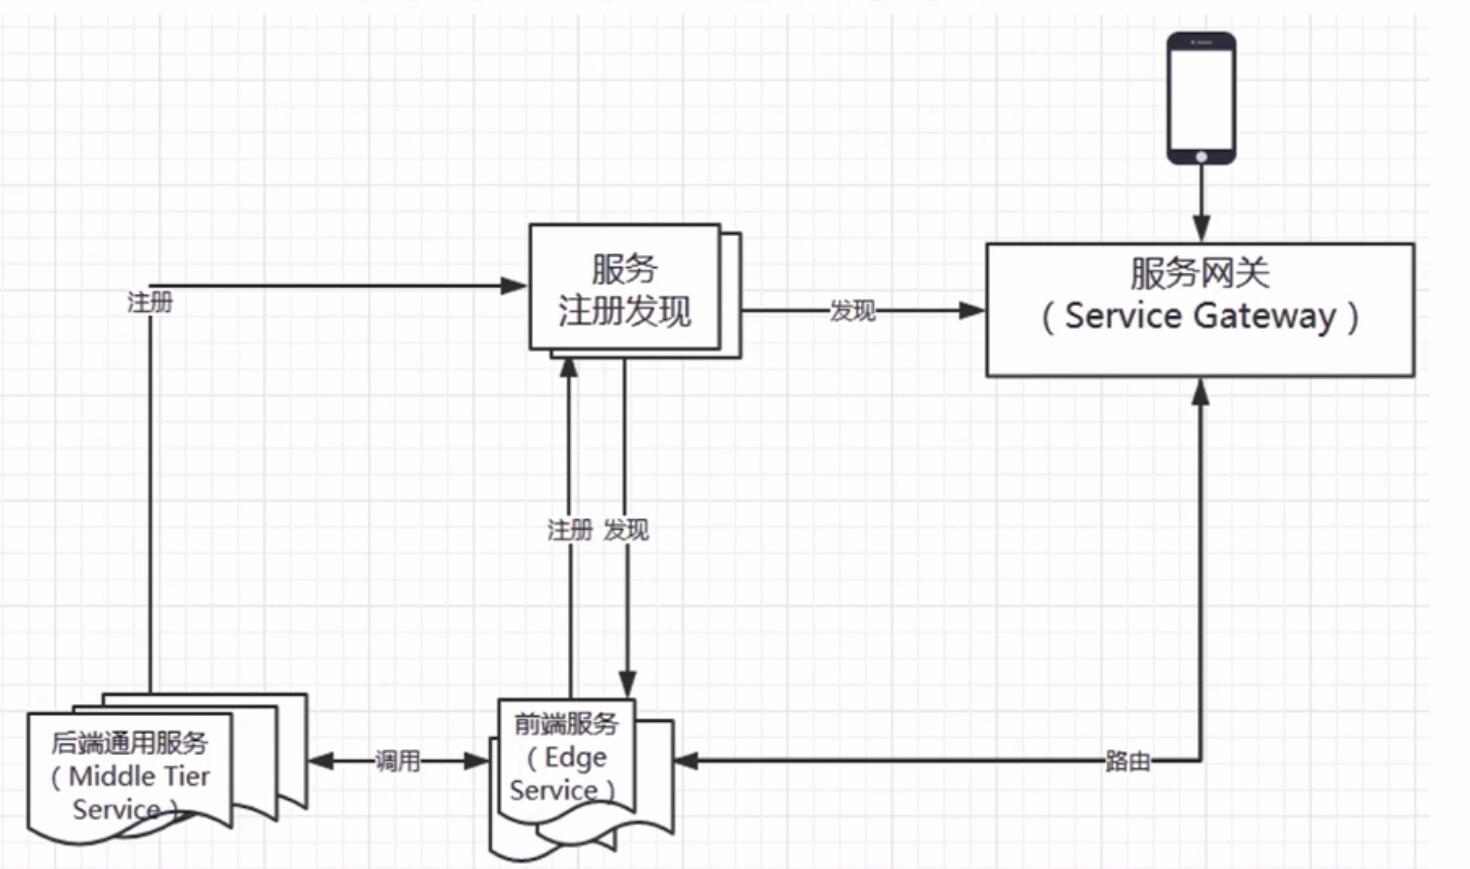 服务
注册发现
服务网关
（Service Gateway）
注册
发现
注册
发现
后端通用服务
（Middle Tier
Service）
调用
前端服务
（Edge
Service）
路由